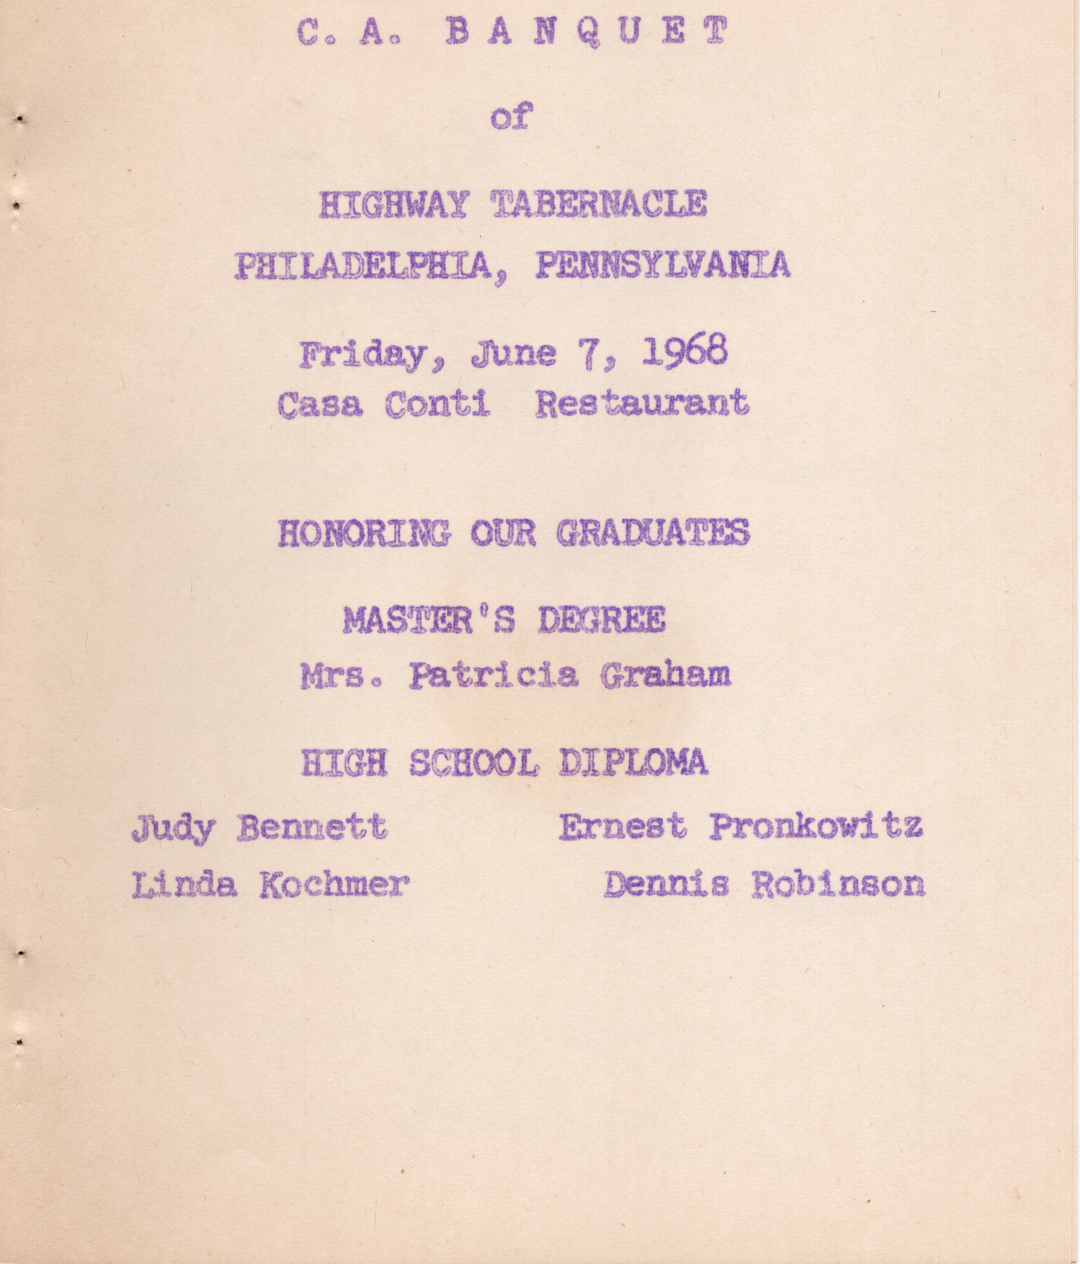 C. A. B A N Q U E T
of
HIGHWAY TABERNACLE
PHILADELPHIA, PENNSYLVANIA
Friday, June 7, 1968
Casa Conti Restaurant
HONORING OUR GRADUATES
MASTER'S DEGREE
Mrs. Patricia Graham
HIGH SCHOOL DIPLOMA
Judy Bennett Ernest Pronkowitz
Linda Kochmer Dennis Robinson